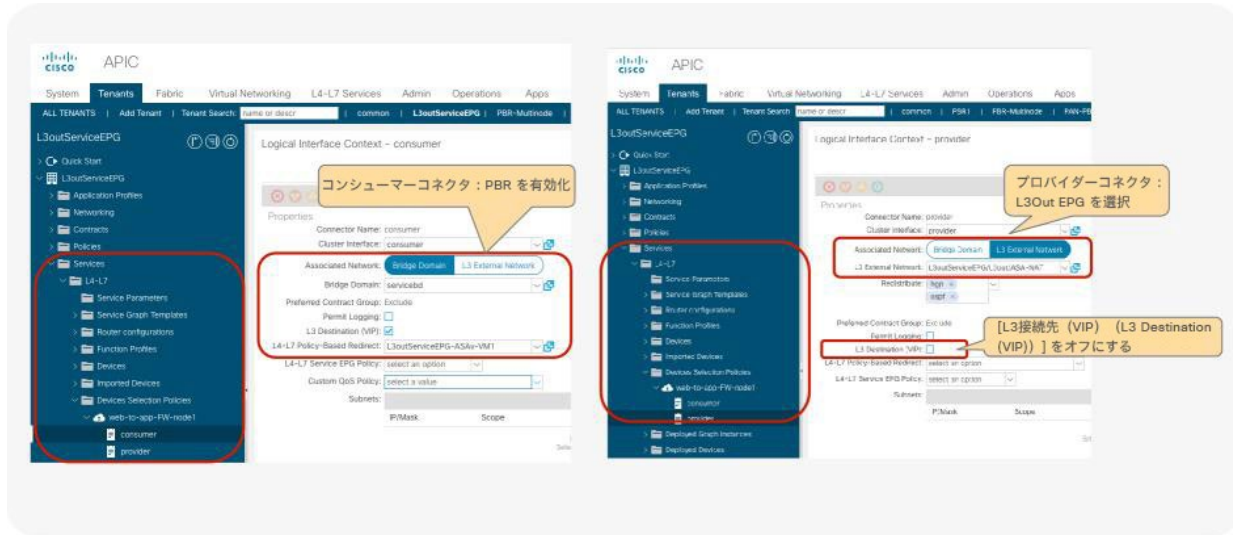 cisco APIC
System Tenants Fabric Virtual Networking L4-L7 Services Admin Operations Apps
ALL TENANTS | Add Tenant | Tenant Search: name or descr | common | L3outServiceEPG | PBR-Multinode |
L3outServiceEPG
Quick Start
L3outServiceEPG
Application Profiles
Networking
Contracts
Policies
Services
L4-L7
Service Parameters
Service Graph Templates
Router configurations
Function Profiles
Devices
Imported Devices
Devices Selection Policies
web-to-app-FW-node1
consumer
provider
Logical Interface Context - consumer
コンシューマーコネクタ：PBR を有効化
Properties
Connector Name: consumer
Cluster Interface: consumer
Associated Network: Bridge Domain L3 External Network
Bridge Domain: servicebd
Preferred Contract Group: Exclude
Permit Logging:
L3 Destination (VIP):
L4-L7 Policy-Based Redirect: L3outServiceEPG-ASAv-VM1
L4-L7 Service EPG Policy: select an option
Custom QoS Policy: select a value
Subnets:
IP/Mask Scope
cisco APIC
System Tenants Fabric Virtual Networking L4-L7 Services Admin Operations Apps
ALL TENANTS | Add Tenant | Tenant Search: name or descr | common | PBR1 | PBR-Multinode |
L3outServiceEPG
Quick Start
L3outServiceEPG
Application Profiles
Networking
Contracts
Policies
Services
L4-L7
Service Parameters
Service Graph Templates
Router configurations
Function Profiles
Devices
Imported Devices
Devices Selection Policies
web-to-app-FW-node1
consumer
provider
Deployed Graph Instances
Deployed Devices
Logical Interface Context - provider
プロバイダーコネクタ：
L3Out EPG を選択
Properties
Connector Name: provider
Cluster Interface: provider
Associated Network: Bridge Domain L3 External Network
L3 External Network:
Redistribute: bgp
ospf
Preferred Contract Group: Exclude
Permit Logging:
L3 Destination (VIP):
L4-L7 Policy-Based Redirect: select an option
L4-L7 Service EPG Policy: select an option
Subnets:
IP/Mask Scope
[L3接続先（VIP）（L3 Destination
(VIP)）] をオフにする